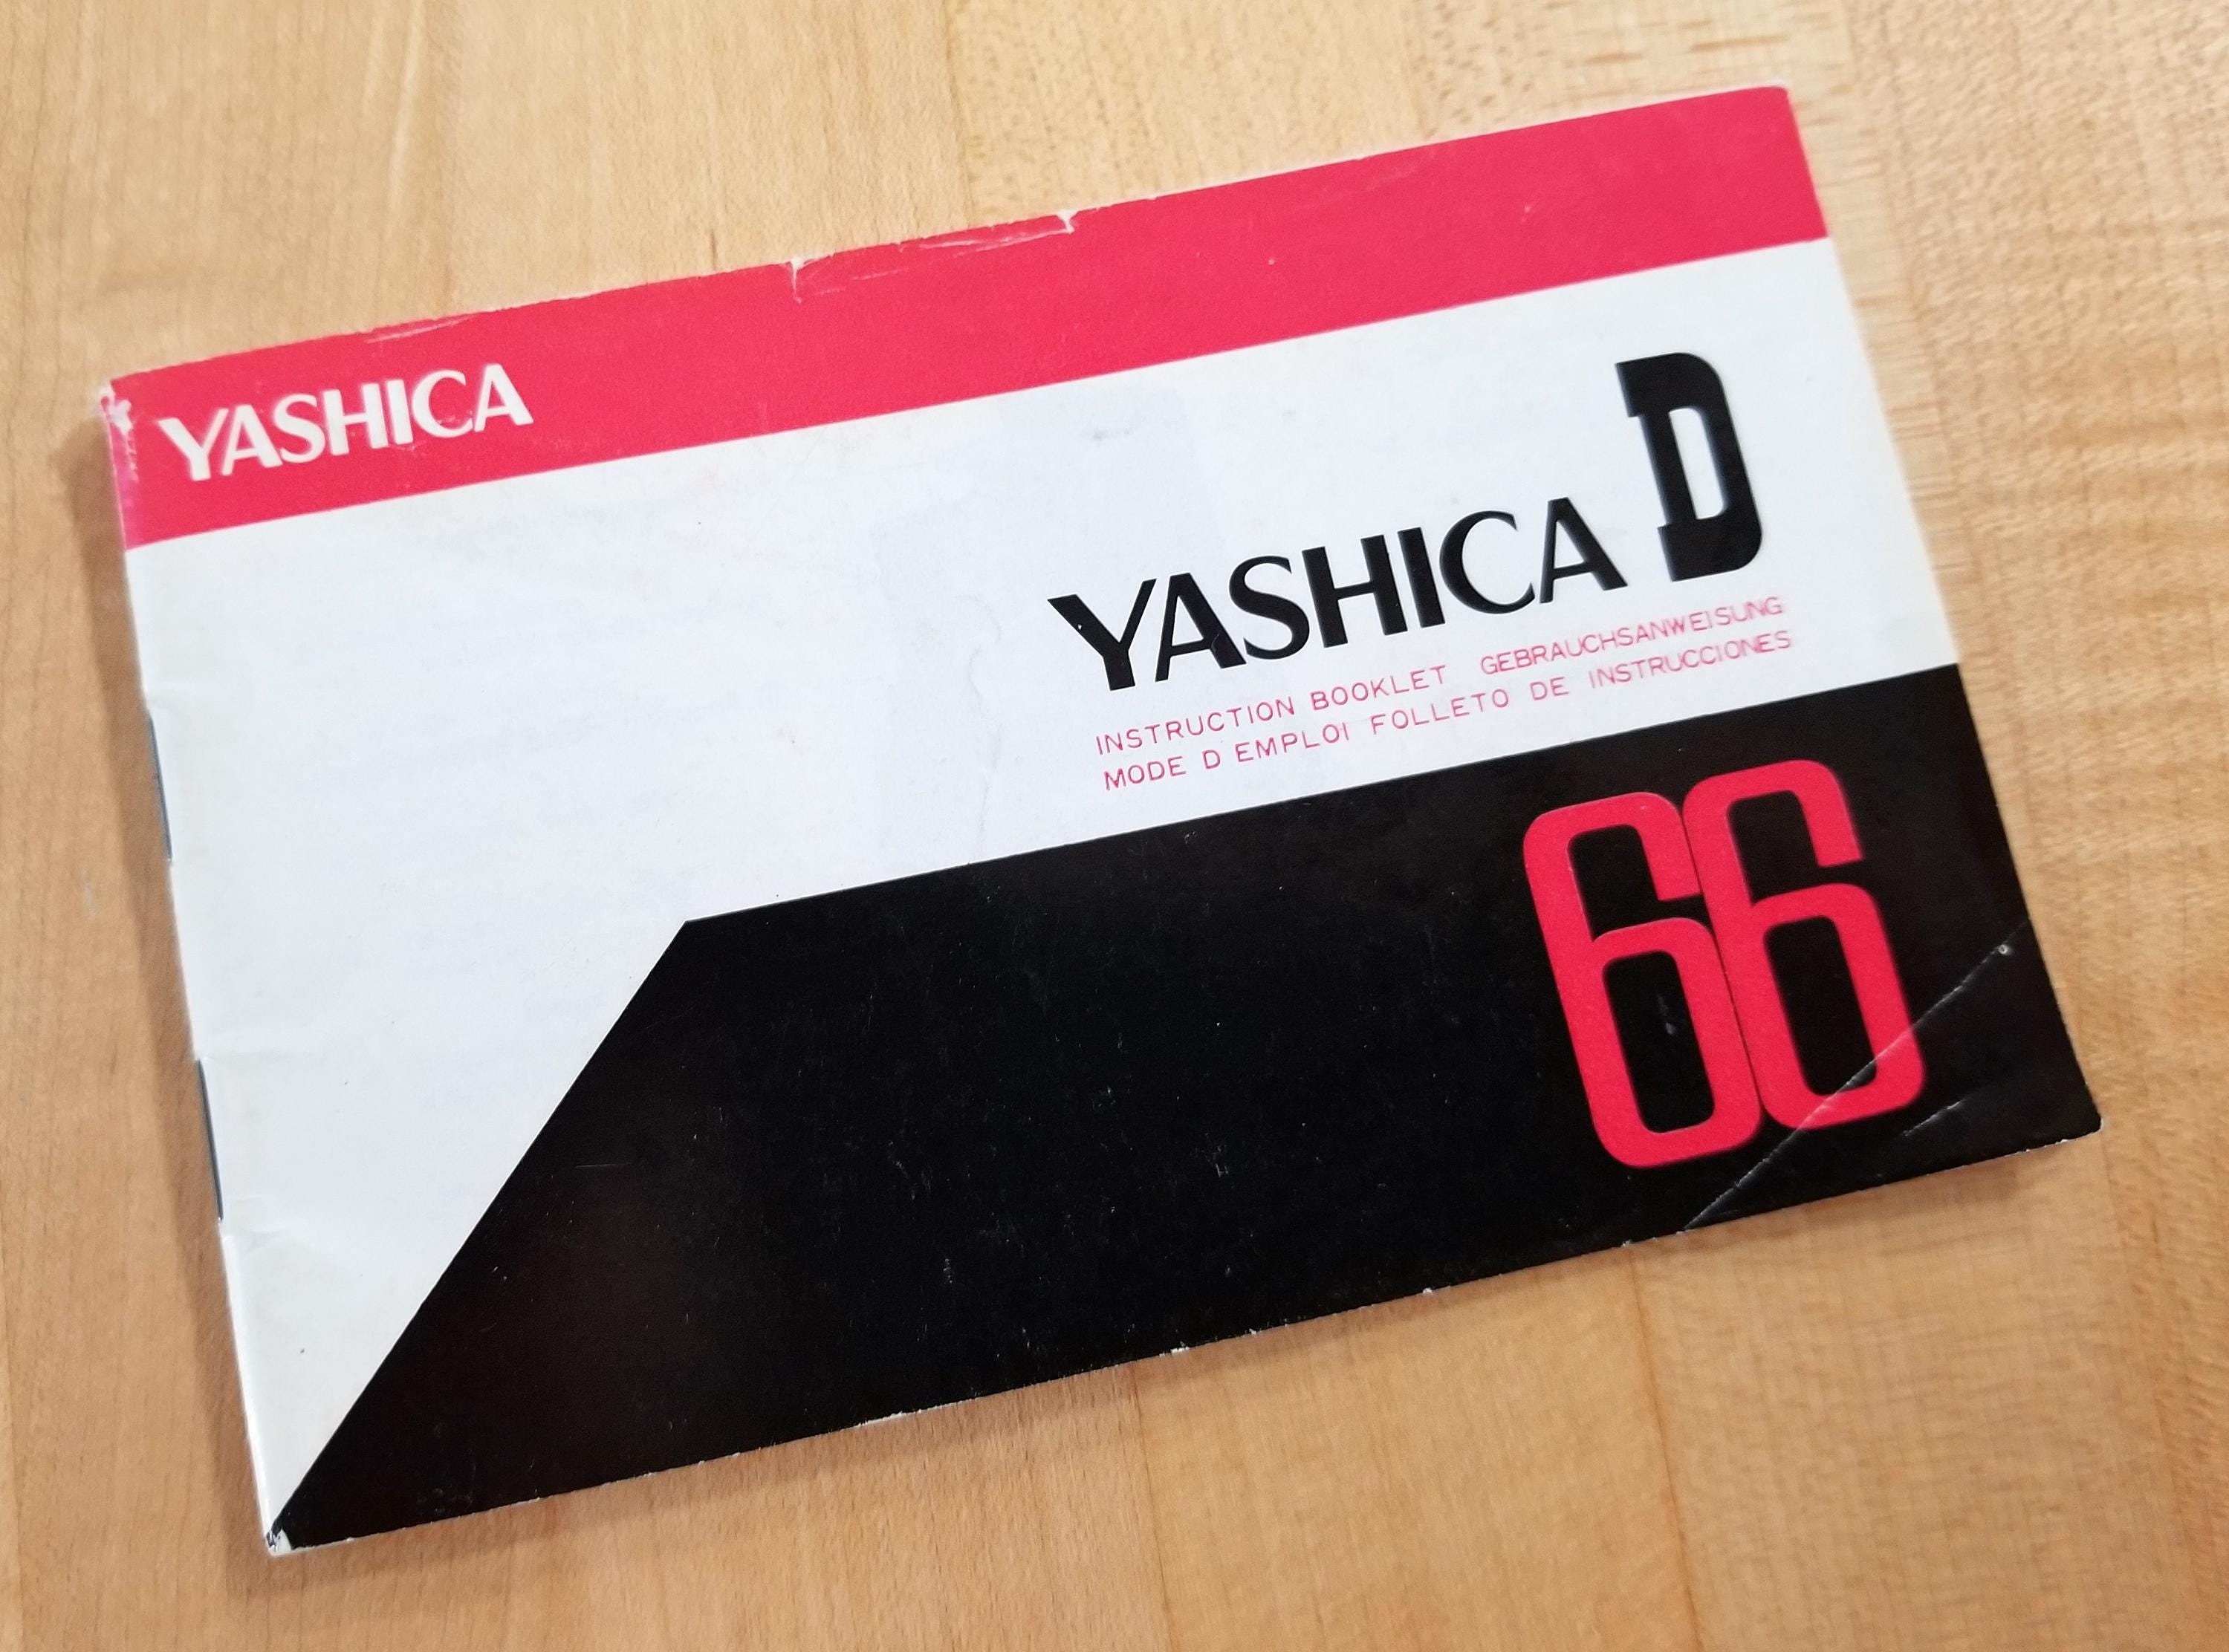 YASHICA
YASHICA D
INSTRUCTION BOOKLET GEBRAUCHSANWEISUNG
MODE D EMPLOI FOLLETO DE INSTRUCCIONES
66